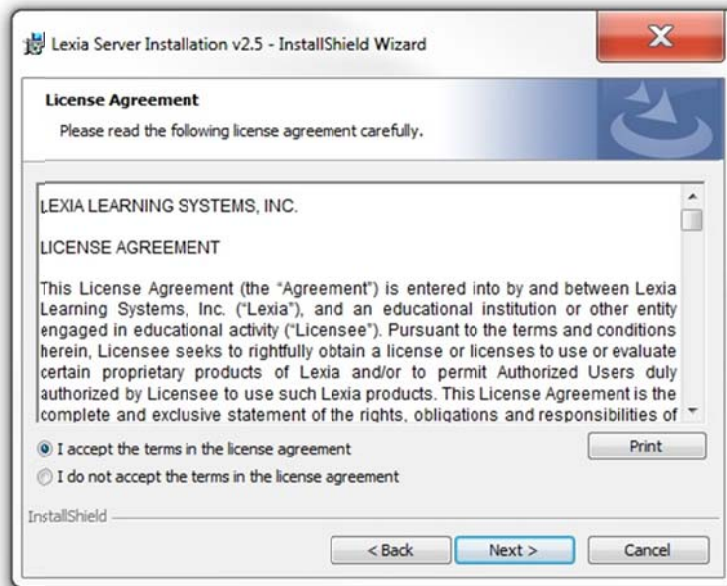 Lexia Server Installation v2.5 - InstallShield Wizard
License Agreement
Please read the following license agreement carefully.
LEXIA LEARNING SYSTEMS, INC.
LICENSE AGREEMENT
This License Agreement (the “Agreement”) is entered into by and between Lexia
Learning Systems, Inc. (“Lexia”), and an educational institution or other entity
engaged in educational activity (“Licensee”). Pursuant to the terms and conditions
herein, Licensee seeks to rightfully obtain a license or licenses to use or evaluate
certain proprietary products of Lexia and/or to permit Authorized Users duly
authorized by Licensee to use such Lexia products. This License Agreement is the
complete and exclusive statement of the rights, obligations and responsibilities of
I accept the terms in the license agreement
Print
I do not accept the terms in the license agreement
InstallShield
< Back
Next >
Cancel